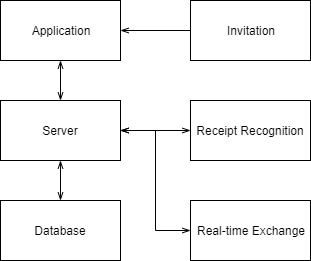 Application
Invitation
Server
Receipt Recognition
Database
Real-time Exchange